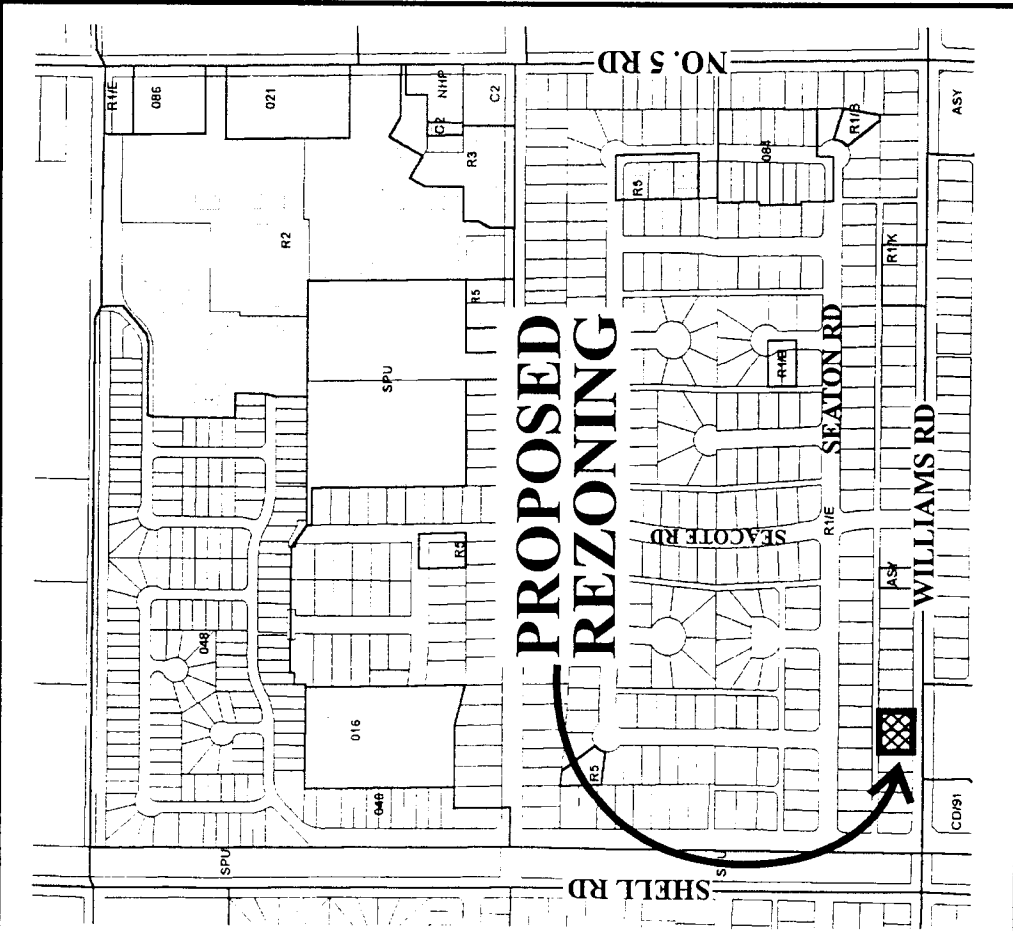 NO. 5 RD
R1/E
086
021
NHP
C2
C2
R3
ASY
R2
R5
084
R1/B
R1/K
R5
SPU
PROPOSED
REZONING
R1/B
SEATON RD
WILLIAMS RD
R5
SEACOTE RD
R1/E
ASY
048
016
R5
CD/91
SPU
SHELL RD